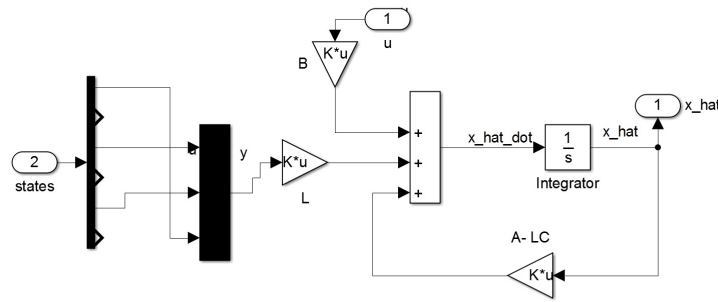 1
u
B
K*u
2
states
y
K*u
L
+
+
+
x_hat_dot
1
s
Integrator
x_hat
1
x_hat
A- LC
K*u